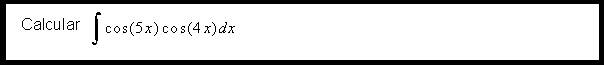 Calcular ∫ cos(5x) cos(4x)dx